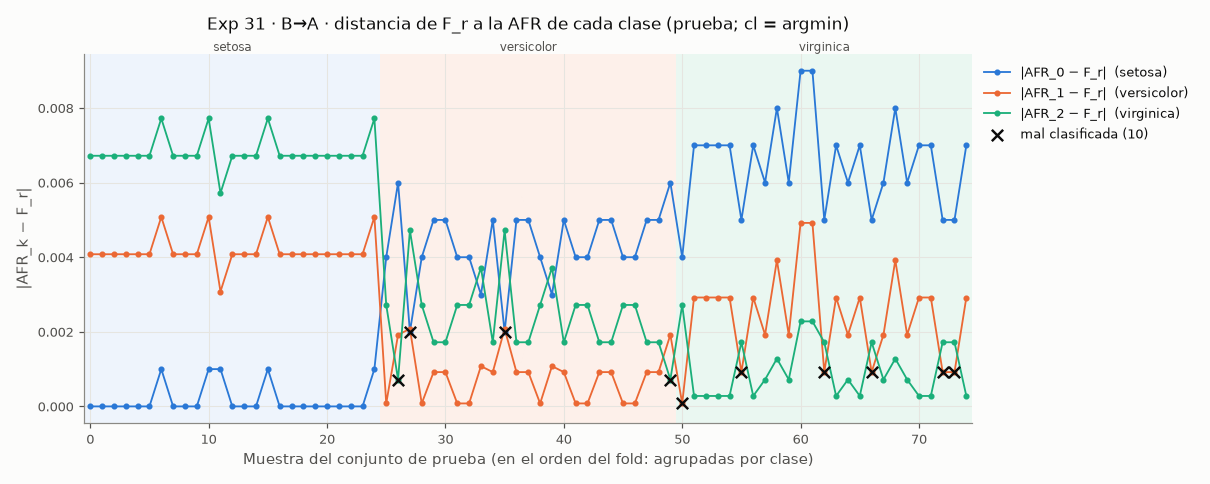 Exp 31 · B→A · distancia de F_r a la AFR de cada clase (prueba; cl = argmin)
setosa
versicolor
virginica
|AFR_0 − F_r| (setosa)
|AFR_1 − F_r| (versicolor)
|AFR_2 − F_r| (virginica)
mal clasificada (10)
|AFR_k − F_r|
0.008
0.006
0.004
0.002
0.000
0
10
20
30
40
50
60
70
Muestra del conjunto de prueba (en el orden del fold: agrupadas por clase)